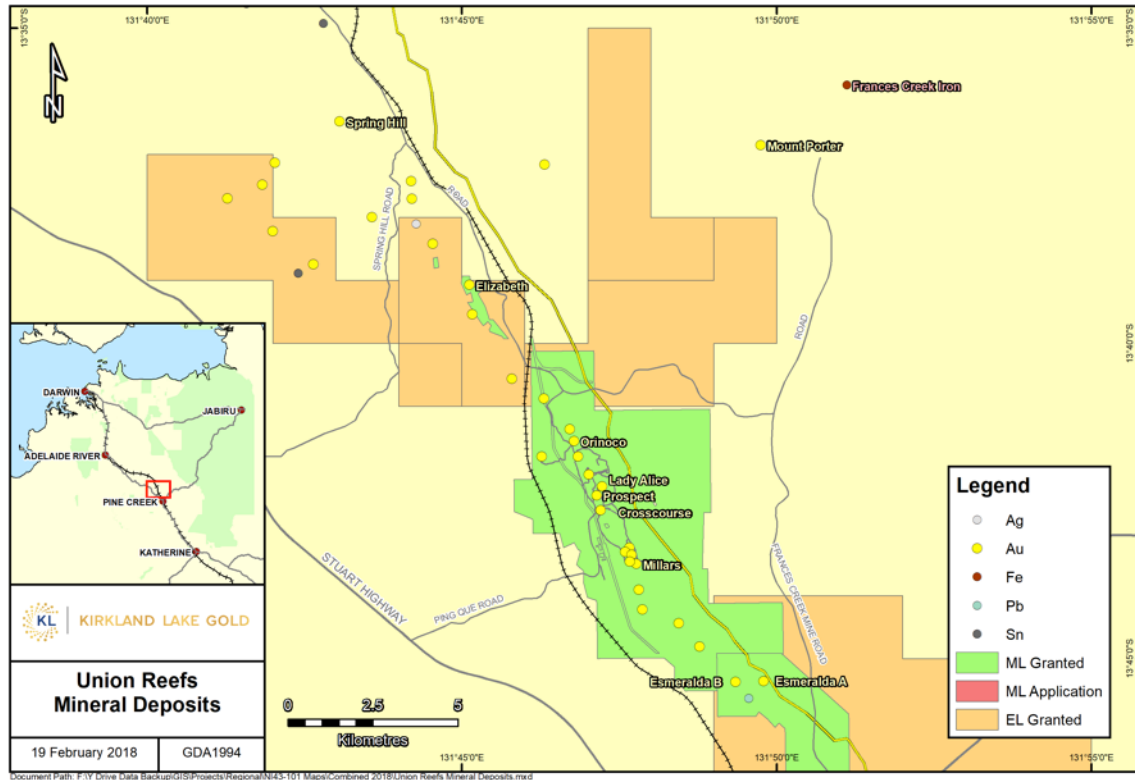 131°40'0"E
131°45'0"E
131°50'0"E
131°55'0"E
13°35'0"S
13°35'0"S
N
Frances Creek Iron
Spring Hill
Mount Porter
ROAD
SPRING HILL ROAD
Elizabeth
13°40'0"S
ROAD
DARWIN
JABIRU
ADELAIDE RIVER
PINE CREEK
KATHERINE
Orinoco
Lady Alice
Prospect
Crosscourse
Millars
STUART HIGHWAY
PING QUE ROAD
FRANCES CREEK MINE ROAD
Esmeralda B
Esmeralda A
13°45'0"S
Legend
Ag
Au
Fe
Pb
Sn
ML Granted
ML Application
EL Granted
KL KIRKLAND LAKE GOLD
Union Reefs
Mineral Deposits
19 February 2018
GDA1994
0 2.5 5
Kilometres
131°45'0"E
131°50'0"E
131°55'0"E
Document Path: F:\Y Drive Data Backup\GIS\Projects\Regional\NI43-101 Maps\Combined 2018\Union Reefs Mineral Deposits.mxd